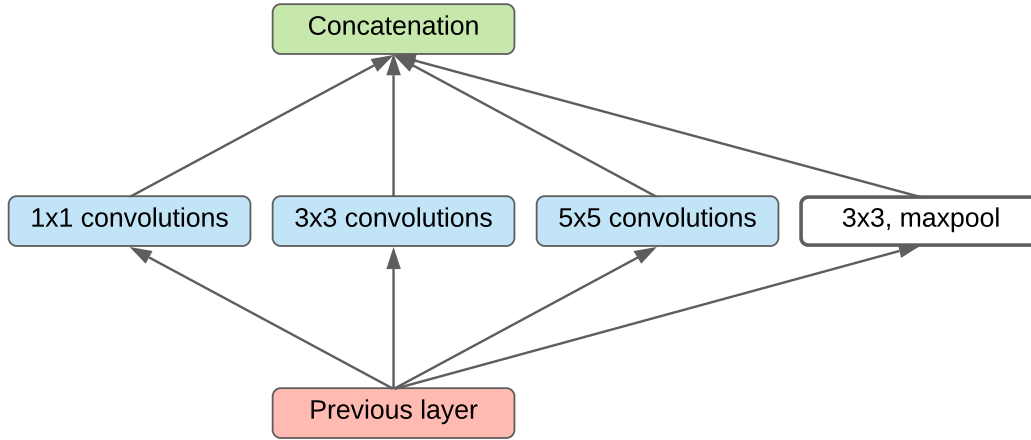 Concatenation
1x1 convolutions
3x3 convolutions
5x5 convolutions
3x3, maxpool
Previous layer